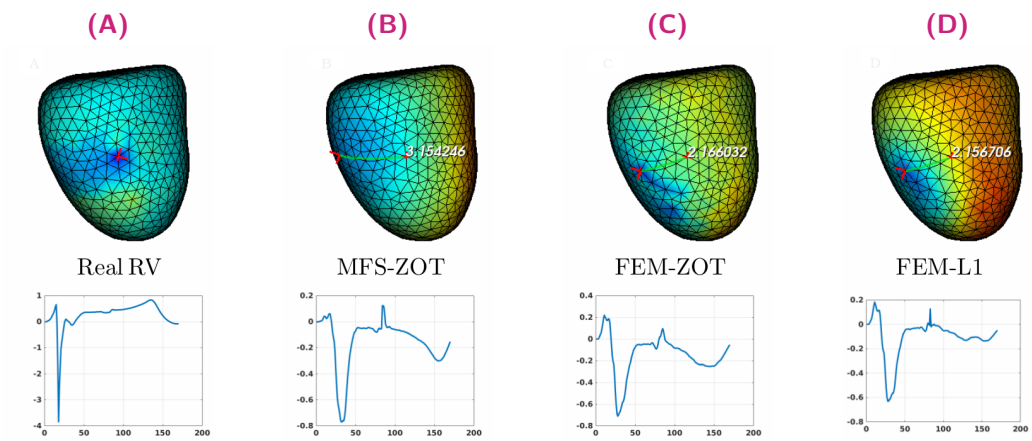 (A) (B) (C) (D)
A B C D
3.154246 2.166032 2.156706
Real RV MFS-ZOT FEM-ZOT FEM-L1
1 0.2 0.4 0.2
0 0 0.2 0
-1 -0.2 0 -0.2
-2 -0.4 -0.2 -0.4
-3 -0.6 -0.4 -0.6
-4 -0.8 -0.6 -0.8
-0.8
0 50 100 150 200 0 50 100 150 200 0 50 100 150 200 0 50 100 150 200